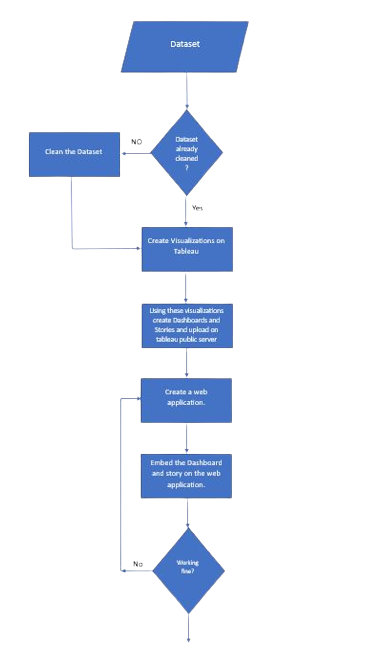 Dataset
Dataset
already
cleaned
?
NO
Clean the Dataset
Yes
Create Visualizations on
Tableau
Using these visualizations
create Dashboards and
Stories and upload on
tableau public server
Create a web
application.
Embed the Dashboard
and story on the web
application.
Working
fine?
No